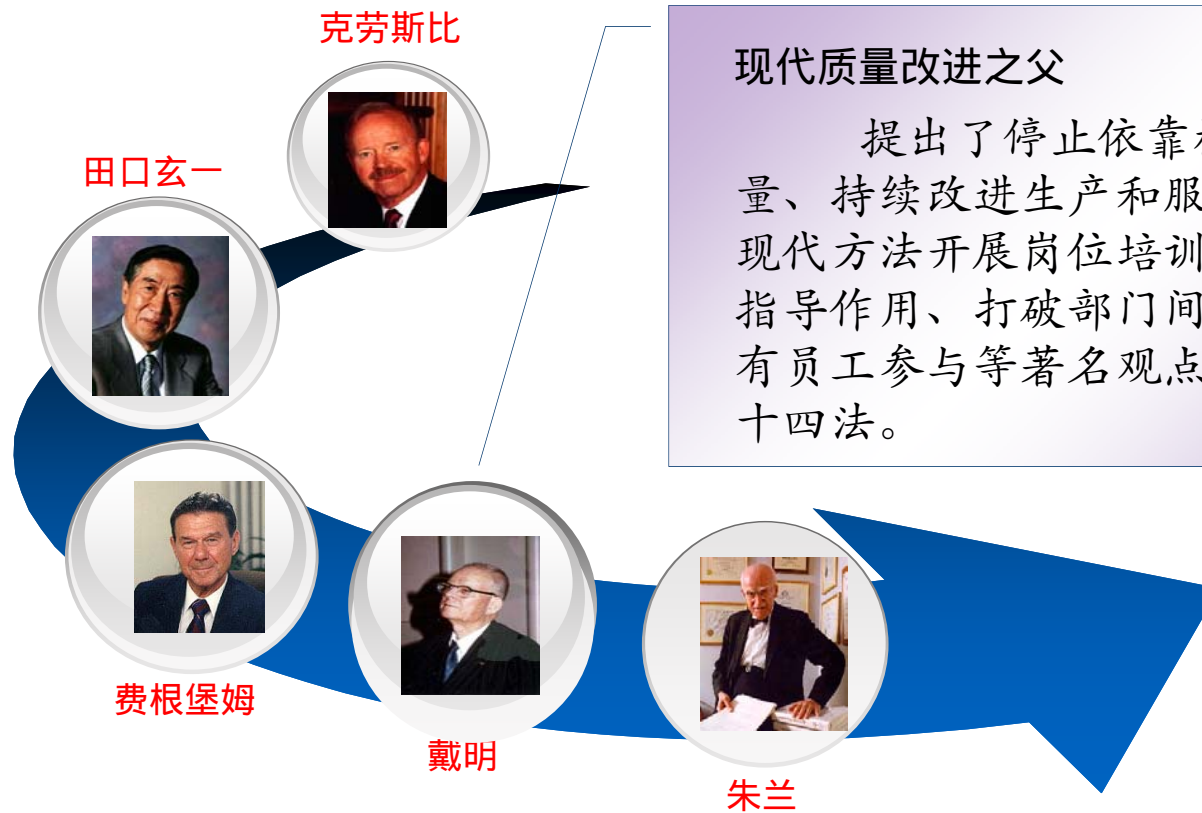 克劳斯比
田口玄一
现代质量改进之父
提出了停止依靠
量、持续改进生产和服
现代方法开展岗位培训
指导作用、打破部门间
有员工参与等著名观点
十四法。
费根堡姆
戴明
朱兰